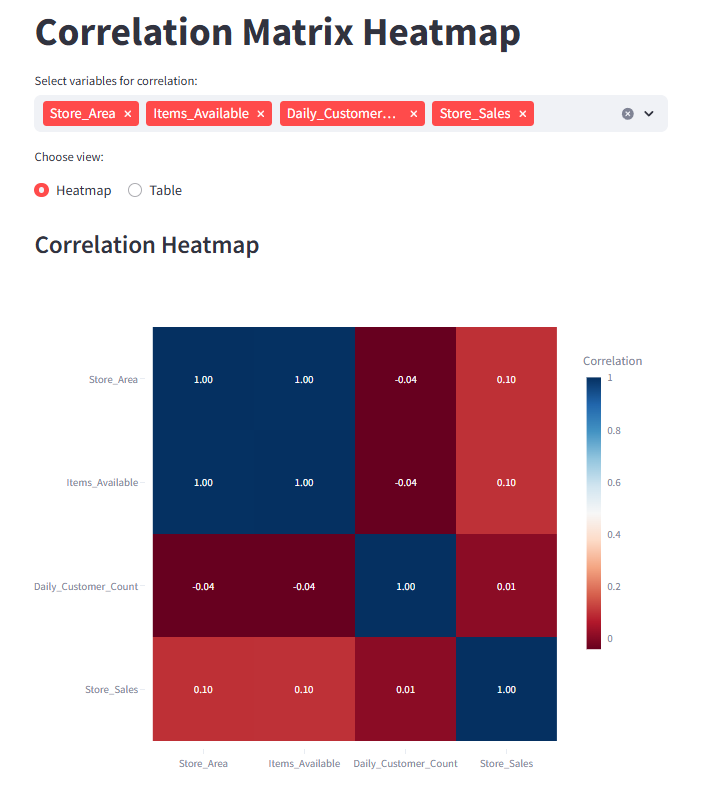 Correlation Matrix Heatmap
Select variables for correlation:
Store_Area × Items_Available × Daily_Customer... × Store_Sales ×
Choose view:
Heatmap Table
Correlation Heatmap
Correlation
Store_Area 1.00 1.00 -0.04 0.10
Items_Available 1.00 1.00 -0.04 0.10
Daily_Customer_Count -0.04 -0.04 1.00 0.01
Store_Sales 0.10 0.10 0.01 1.00
Store_Area Items_Available Daily_Customer_Count Store_Sales
1
0.8
0.6
0.4
0.2
0